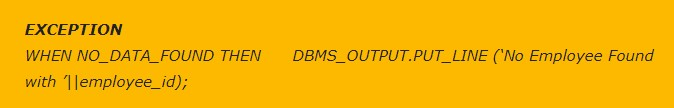 EXCEPTION
WHEN NO_DATA_FOUND THEN DBMS_OUTPUT.PUT_LINE (‘No Employee Found
with ’||employee_id);